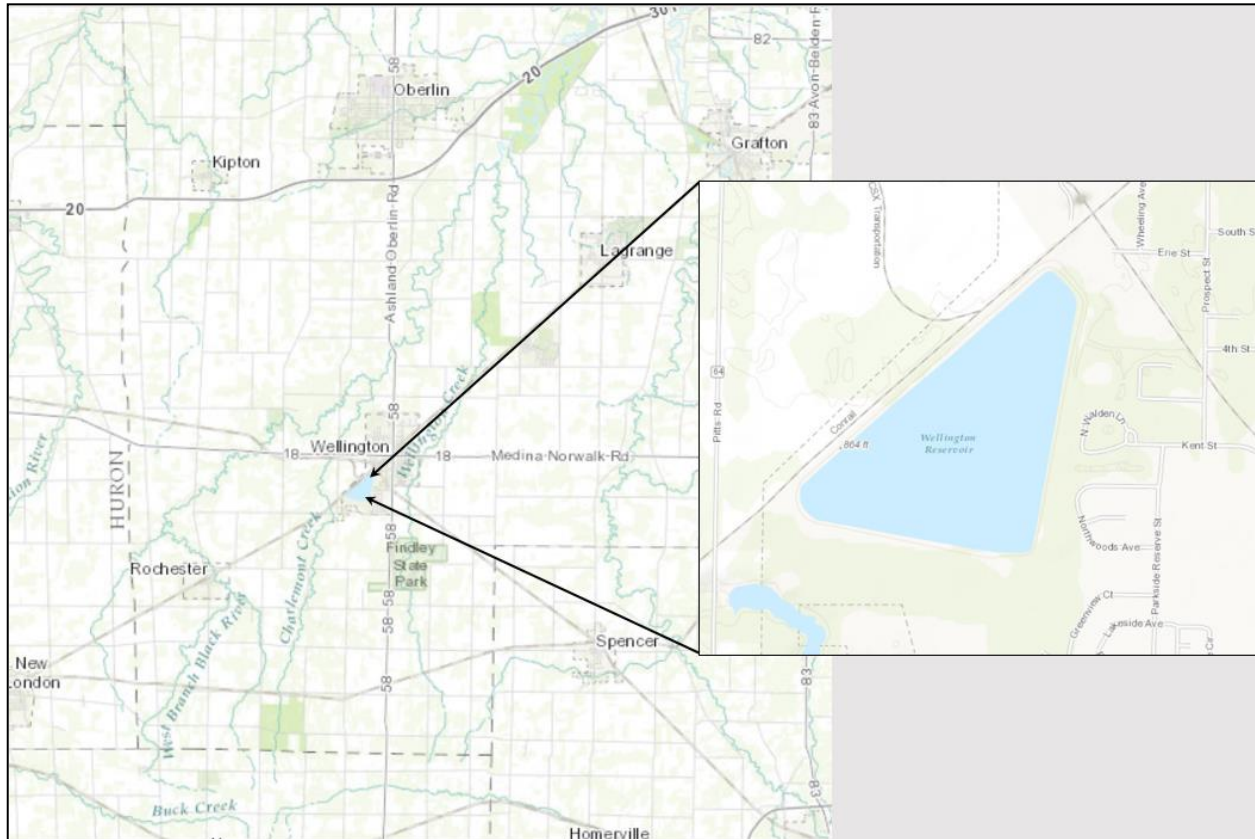 301
82
58
20
Oberlin
83 Avon-Belden-R
Grafton
Kipton
20
Ashland-Oberlin-Rd
Lagrange
Wellington Creek
58
Wellington
18
18
Medina-Norwalk-Rd
HURON
58
Findley
State
Park
Rochester
Charlemont Creek
58-58
Spencer
New
London
West Branch Black River
58
83
83
Buck Creek
Homerville
CSX Transportation
Wheeling Ave
South S
Erie St
Prospect St
64
Pitts Rd
4th St
Conrail
864 ft
Wellington
Reservoir
N Walden Ln
Kent St
Northwoods Ave
Parkside Reserve St
Greenview Ct
Lakeside Ave
e Cir